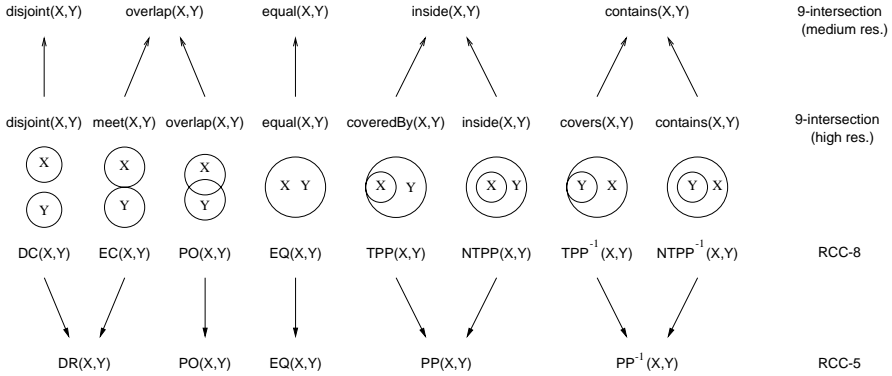 disjoint(X,Y) overlap(X,Y) equal(X,Y) inside(X,Y) contains(X,Y) 9-intersection
(medium res.)
disjoint(X,Y) meet(X,Y) overlap(X,Y) equal(X,Y) coveredBy(X,Y) inside(X,Y) covers(X,Y) contains(X,Y) 9-intersection
(high res.)
X X X X Y X Y X Y Y X Y X
Y Y Y
DC(X,Y) EC(X,Y) PO(X,Y) EQ(X,Y) TPP(X,Y) NTPP(X,Y) TPP⁻¹(X,Y) NTPP⁻¹(X,Y) RCC-8
DR(X,Y) PO(X,Y) EQ(X,Y) PP(X,Y) PP⁻¹(X,Y) RCC-5